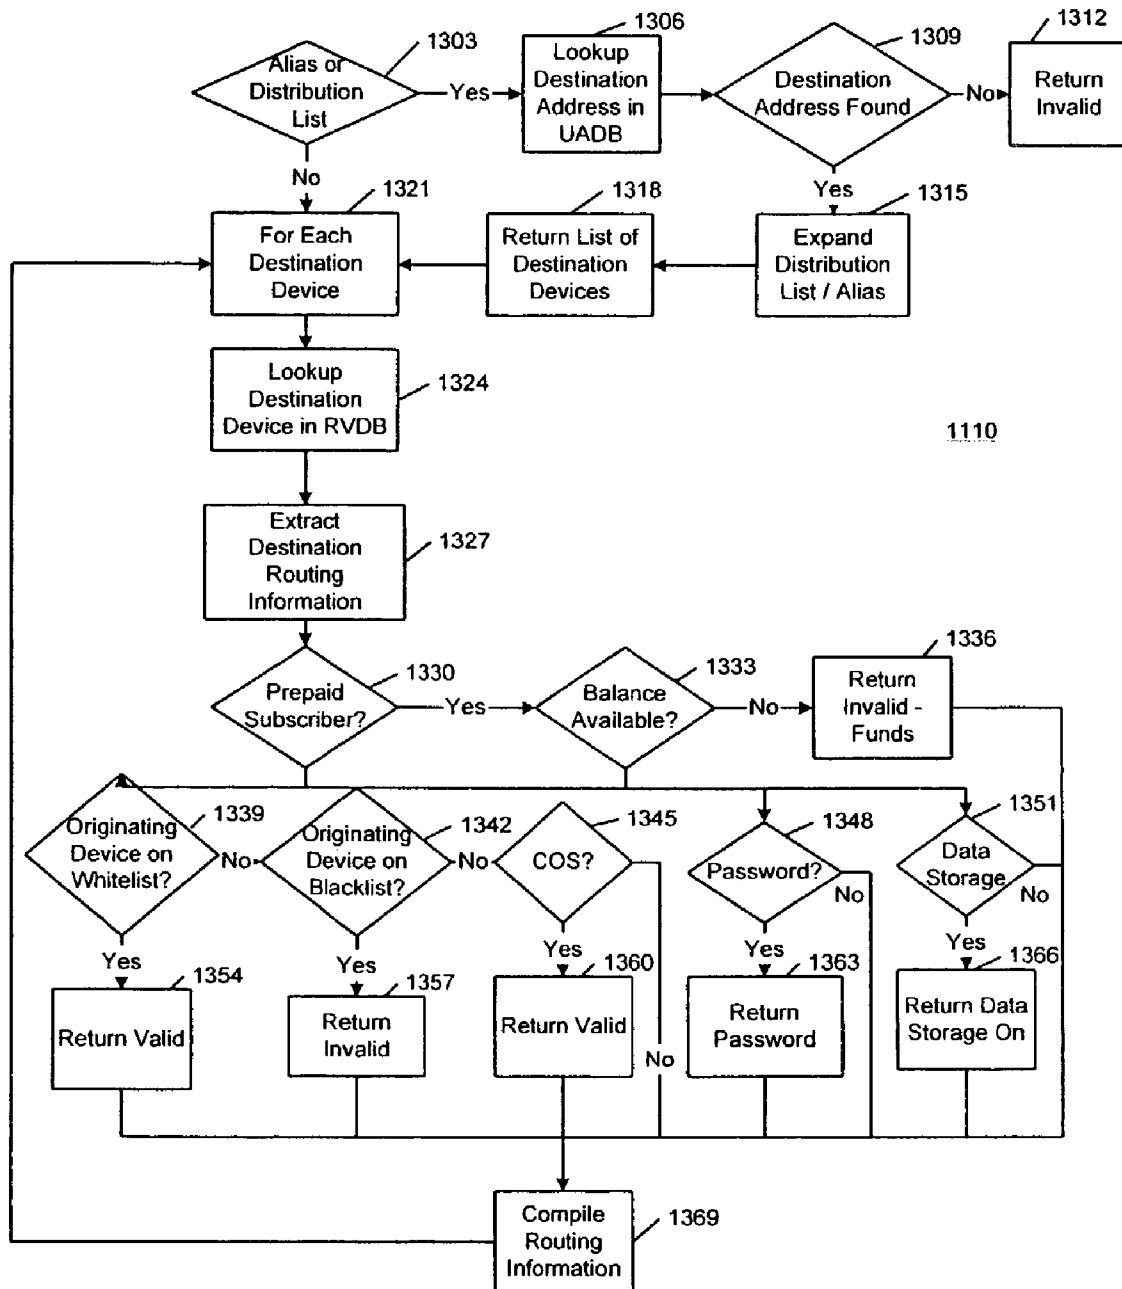 1303
Alias or
Distribution
List
Yes
1306
Lookup
Destination
Address in
UADB
1309
Destination
Address Found
No
1312
Return
Invalid
No
Yes
1321
For Each
Destination
Device
1318
Return List of
Destination
Devices
1315
Expand
Distribution
List / Alias
Lookup
Destination
Device in RVDB
1324
1110
Extract
Destination
Routing
Information
1327
Prepaid
Subscriber?
1330
Yes
Balance
Available?
1333
No
1336
Return
Invalid -
Funds
Originating
Device on
Whitelist?
1339
No
Originating
Device on
Blacklist?
1342
No
COS?
1345
Password?
1348
No
Data
Storage
1351
No
Yes
Yes
Yes
Yes
Yes
1354
Return Valid
1357
Return
Invalid
1360
Return Valid
No
1363
Return
Password
1366
Return Data
Storage On
Compile
Routing
Information
1369